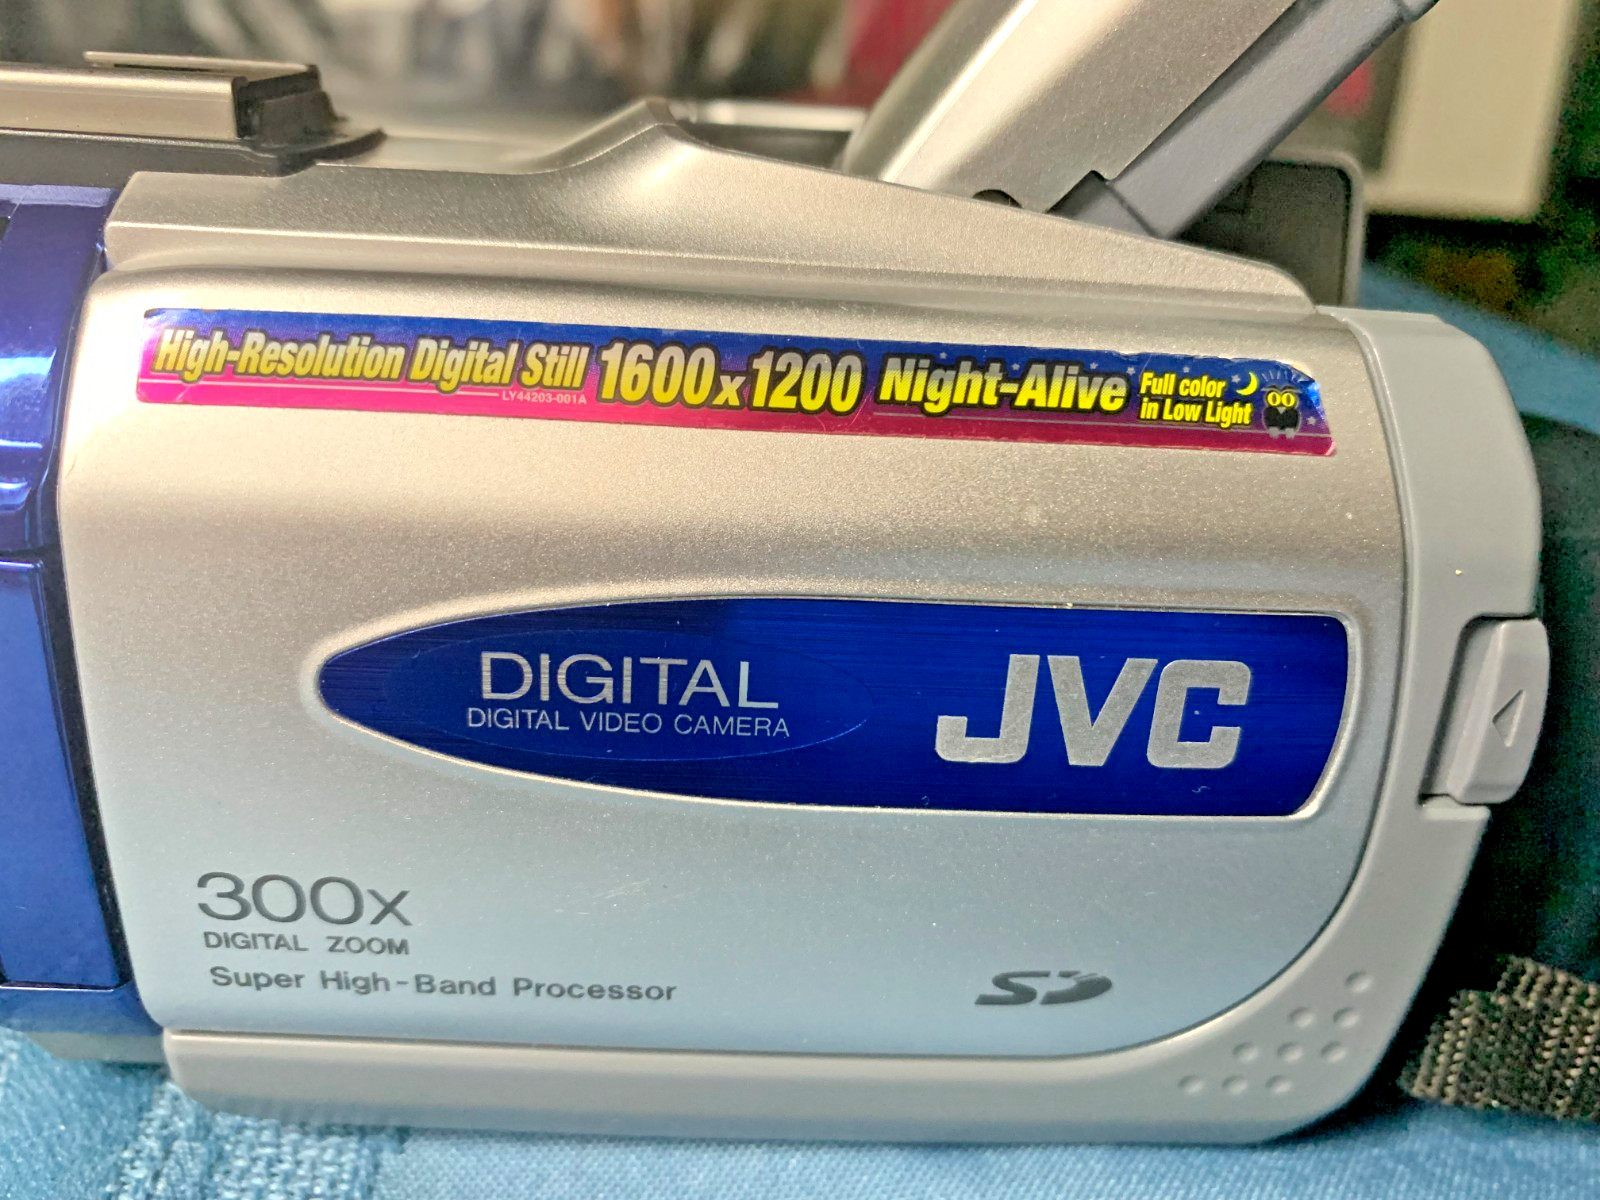 High-Resolution Digital Still 1600x1200 Night-Alive Full color
in Low Light
LY44203-001A
DIGITAL
DIGITAL VIDEO CAMERA
JVC
300x
DIGITAL ZOOM
Super High-Band Processor
SD